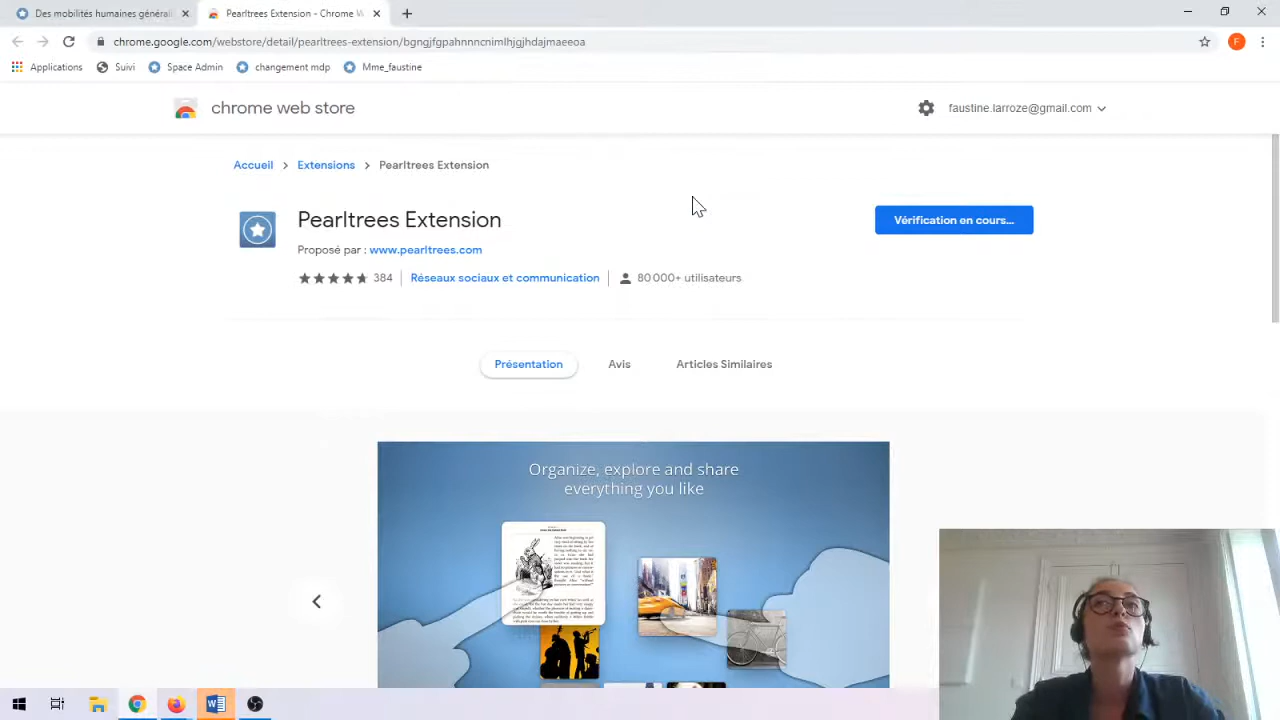 Des mobilités humaines générali
Pearltrees Extension - Chrome W
chrome.google.com/webstore/detail/pearltrees-extension/bgngjfgpahnnncnimlhjgjhdajmaeeoa
F
Applications
Suivi
Space Admin
changement mdp
Mme_faustine
chrome web store
faustine.larroze@gmail.com
Accueil
Extensions
Pearltrees Extension
Pearltrees Extension
Vérification en cours...
Proposé par : www.pearltrees.com
384
Réseaux sociaux et communication
80 000+ utilisateurs
Présentation
Avis
Articles Similaires
Organize, explore and share
everything you like